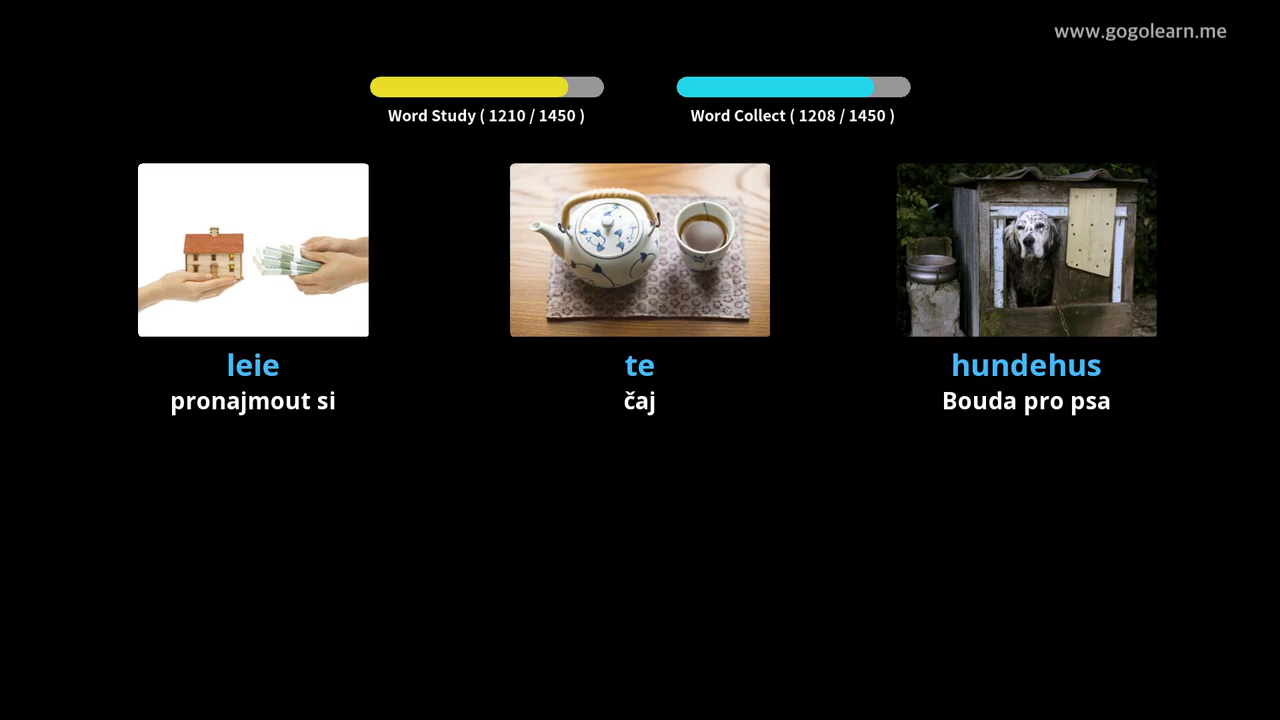 www.gogolearn.me
Word Study ( 1210 / 1450 )
Word Collect ( 1208 / 1450 )
leie
pronajmout si
te
čaj
hundehus
Bouda pro psa